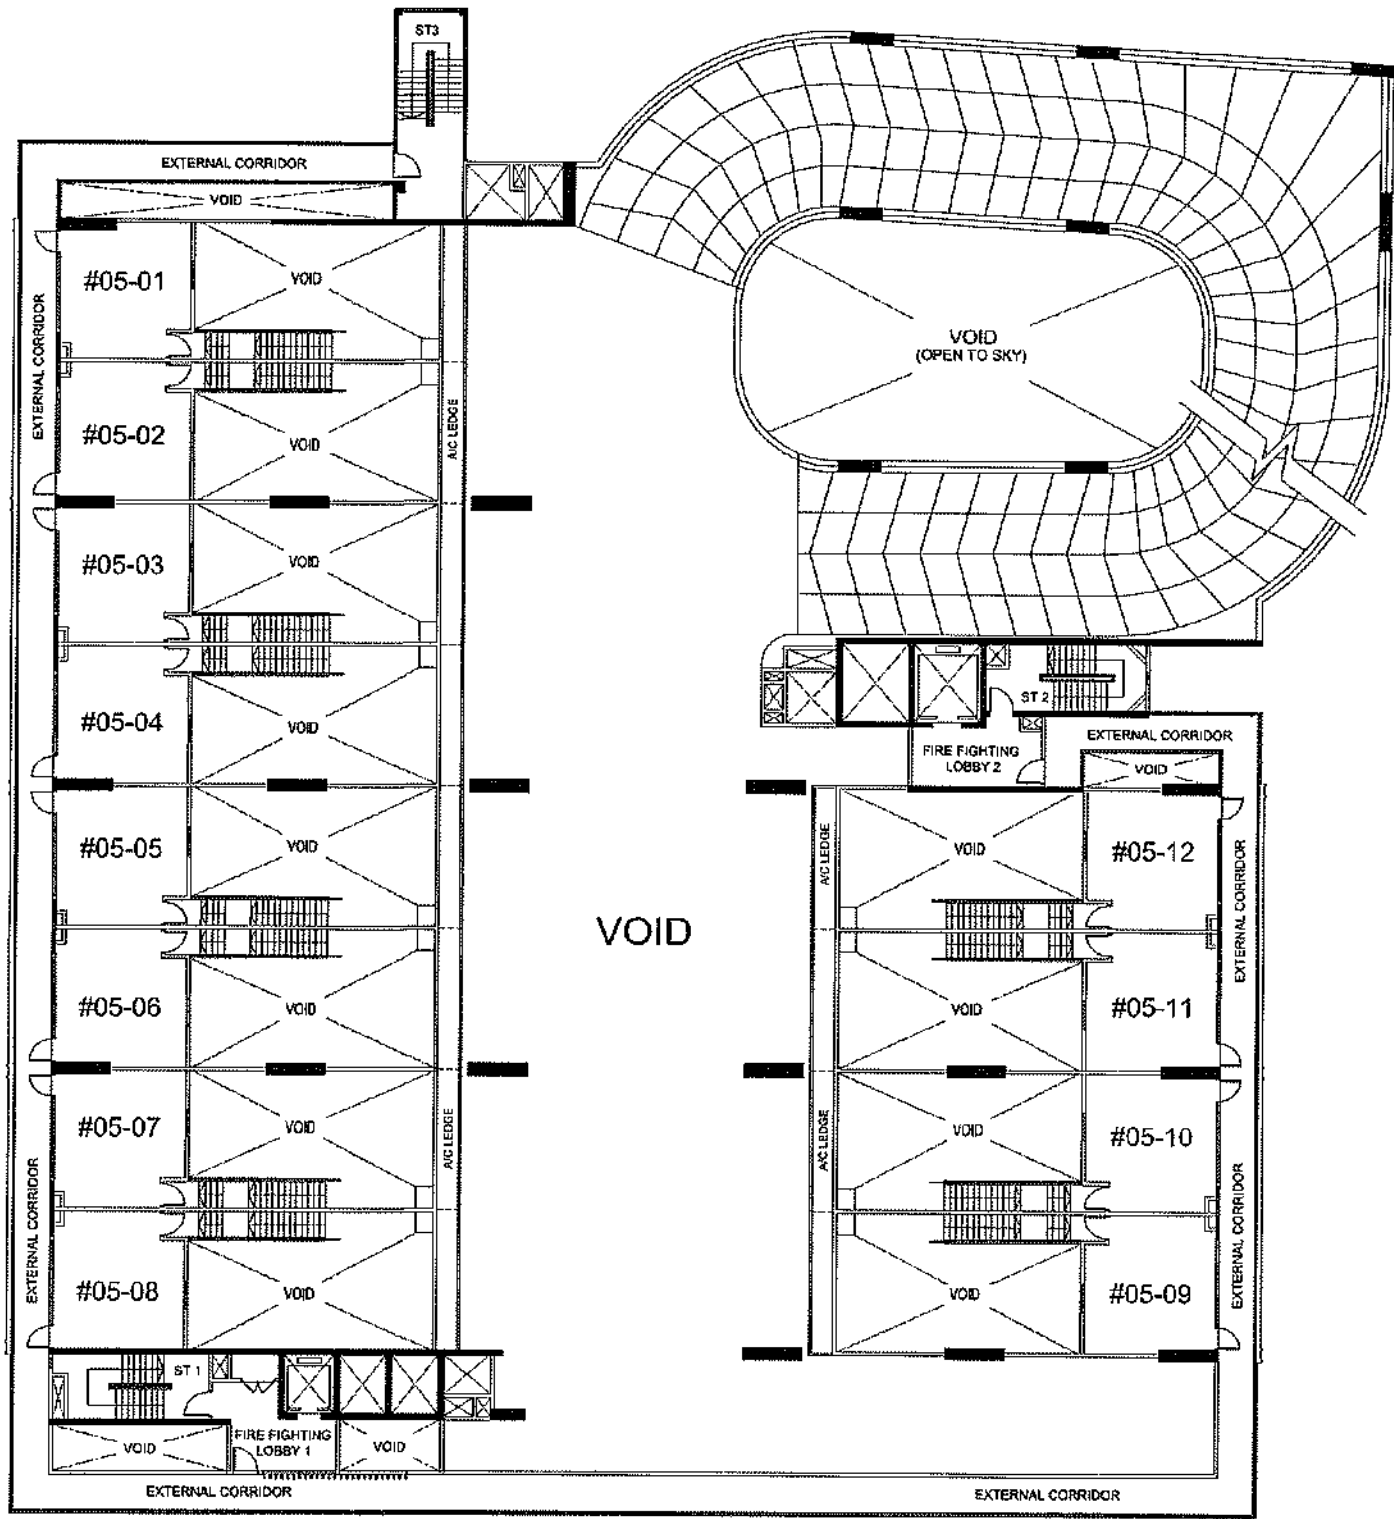 ST3
EXTERNAL CORRIDOR
VOID
#05-01
VOID
EXTERNAL CORRIDOR
VOID
(OPEN TO SKY)
#05-02
VOID
A/C LEDGE
#05-03
VOID
#05-04
VOID
ST 2
FIRE FIGHTING
LOBBY 2
EXTERNAL CORRIDOR
VOID
#05-05
VOID
A/C LEDGE
VOID
#05-12
EXTERNAL CORRIDOR
VOID
#05-06
VOID
VOID
#05-11
#05-07
VOID
A/C LEDGE
A/C LEDGE
VOID
#05-10
EXTERNAL CORRIDOR
EXTERNAL CORRIDOR
#05-08
VOID
VOID
#05-09
ST 1
VOID
FIRE FIGHTING
LOBBY 1
VOID
EXTERNAL CORRIDOR
EXTERNAL CORRIDOR